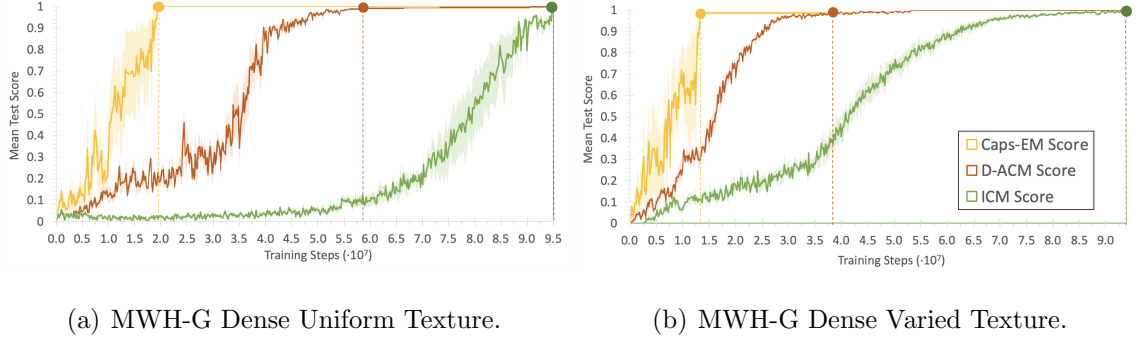 Mean Test Score
1
0.9
0.8
0.7
0.6
0.5
0.4
0.3
0.2
0.1
0
0.0 0.5 1.0 1.5 2.0 2.5 3.0 3.5 4.0 4.5 5.0 5.5 6.0 6.5 7.0 7.5 8.0 8.5 9.0 9.5
Training Steps (·10⁷)
(a) MWH-G Dense Uniform Texture.
Mean Test Score
1
0.9
0.8
0.7
0.6
0.5
0.4
0.3
0.2
0.1
0
Caps-EM Score
D-ACM Score
ICM Score
0.0 0.5 1.0 1.5 2.0 2.5 3.0 3.5 4.0 4.5 5.0 5.5 6.0 6.5 7.0 7.5 8.0 8.5 9.0
Training Steps (·10⁷)
(b) MWH-G Dense Varied Texture.